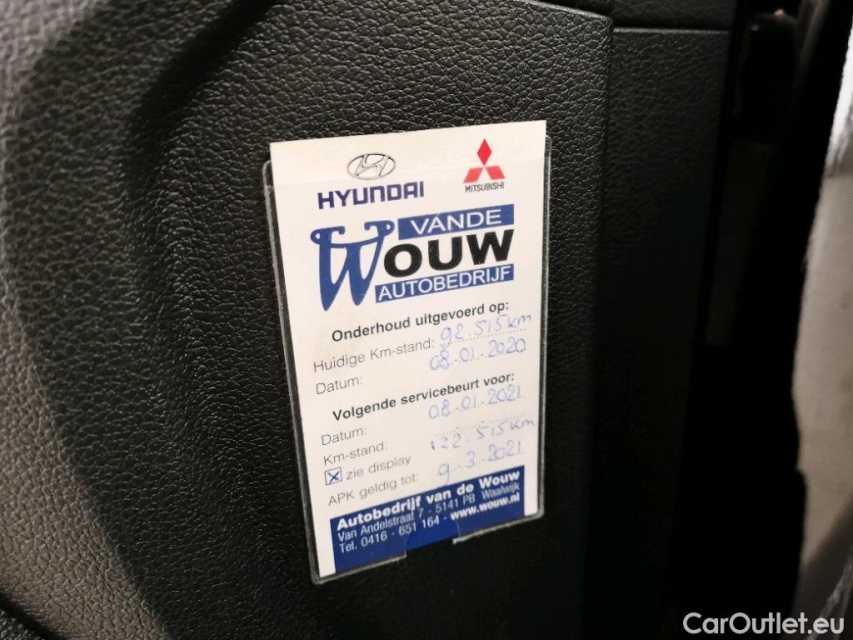 HYUNDAI
MITSUBISHI
VANDE
WOUW
AUTOBEDRIJF
Onderhoud uitgevoerd op:
Huidige Km-stand: 92.515 km
Datum: 08-01-2020
Volgende servicebeurt voor:
Datum: 08-01-2021
Km-stand: 122.515 km
zie display
APK geldig tot: 9-3-2021
Autobedrijf van de Wouw
Van Andelstraat 7 - 5141 PB Waalwijk
Tel. 0416 - 651 164 - www.wouw.nl
CarOutlet.eu